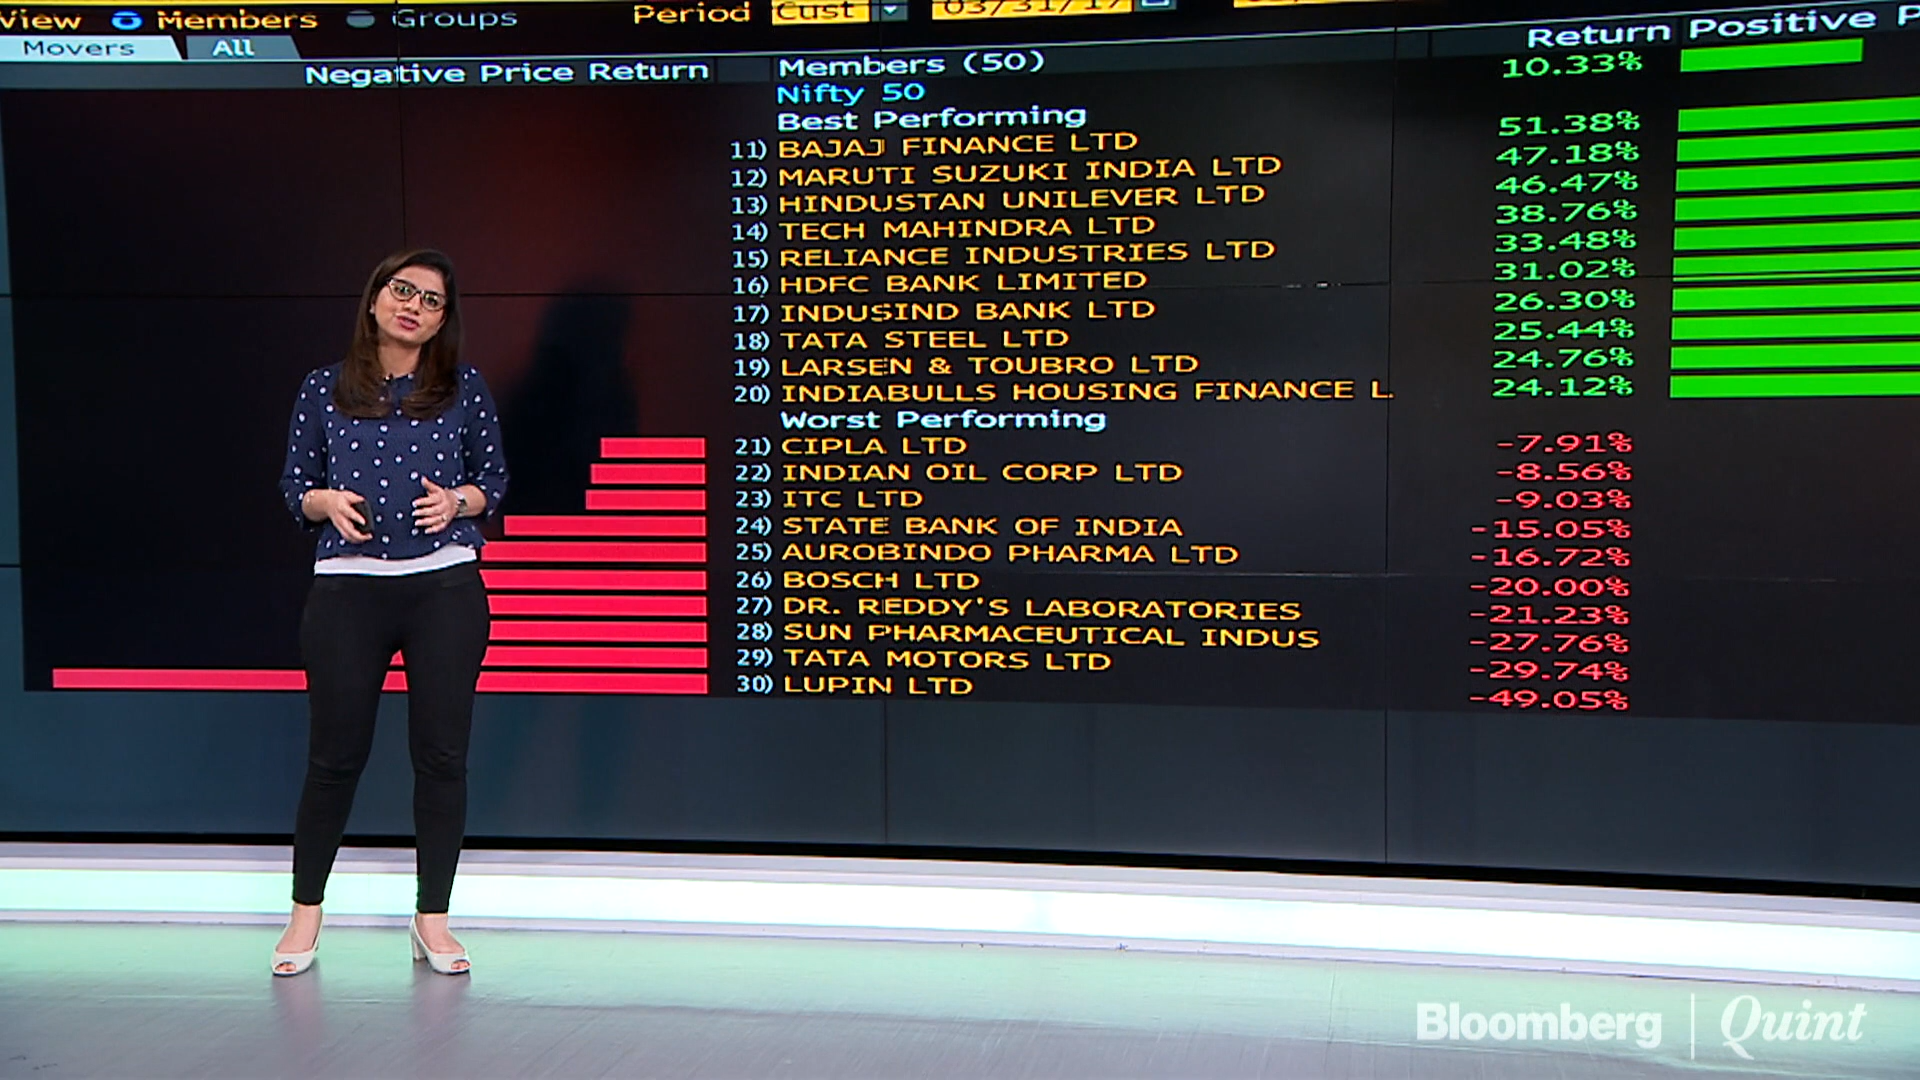 View Members Groups Period Cust 03/31/17
Movers All
Negative Price Return Members (50) Return Positive P
Nifty 50 10.33%
Best Performing
11) BAJAJ FINANCE LTD 51.38%
12) MARUTI SUZUKI INDIA LTD 47.18%
13) HINDUSTAN UNILEVER LTD 46.47%
14) TECH MAHINDRA LTD 38.76%
15) RELIANCE INDUSTRIES LTD 33.48%
16) HDFC BANK LIMITED 31.02%
17) INDUSIND BANK LTD 26.30%
18) TATA STEEL LTD 25.44%
19) LARSEN & TOUBRO LTD 24.76%
20) INDIABULLS HOUSING FINANCE L 24.12%
Worst Performing
21) CIPLA LTD -7.91%
22) INDIAN OIL CORP LTD -8.56%
23) ITC LTD -9.03%
24) STATE BANK OF INDIA -15.05%
25) AUROBINDO PHARMA LTD -16.72%
26) BOSCH LTD -20.00%
27) DR. REDDY'S LABORATORIES -21.23%
28) SUN PHARMACEUTICAL INDUS -27.76%
29) TATA MOTORS LTD -29.74%
30) LUPIN LTD -49.05%
Bloomberg | Quint